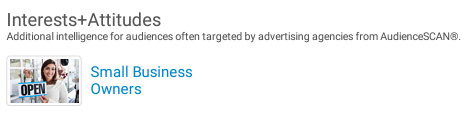 Interests+Attitudes
Additional intelligence for audiences often targeted by advertising agencies from AudienceSCAN®.
OPEN
Small Business
Owners